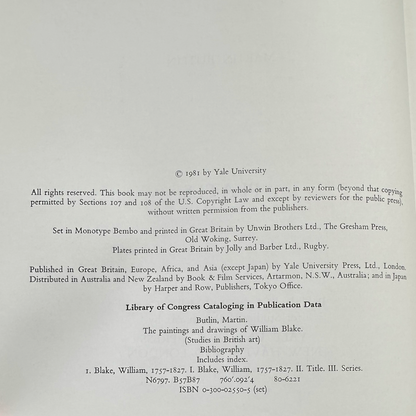 © 1981 by Yale University
All rights reserved. This book may not be reproduced, in whole or in part, in any form (beyond that copying
permitted by Sections 107 and 108 of the U.S. Copyright Law and except by reviewers for the public press),
without written permission from the publishers.
Set in Monotype Bembo and printed in Great Britain by Unwin Brothers Ltd., The Gresham Press,
Old Woking, Surrey.
Plates printed in Great Britain by Jolly and Barber Ltd., Rugby.
Published in Great Britain, Europe, Africa, and Asia (except Japan) by Yale University Press, Ltd., London.
Distributed in Australia and New Zealand by Book & Film Services, Artarmon, N.S.W., Australia; and in Japan
by Harper and Row, Publishers, Tokyo Office.
Library of Congress Cataloging in Publication Data
Butlin, Martin.
The paintings and drawings of William Blake.
(Studies in British art)
Bibliography
Includes index.
1. Blake, William, 1757-1827. I. Blake, William, 1757-1827. II. Title. III. Series.
N6797. B57B87 760'.092'4 80-6221
ISBN 0-300-02550-5 (set)